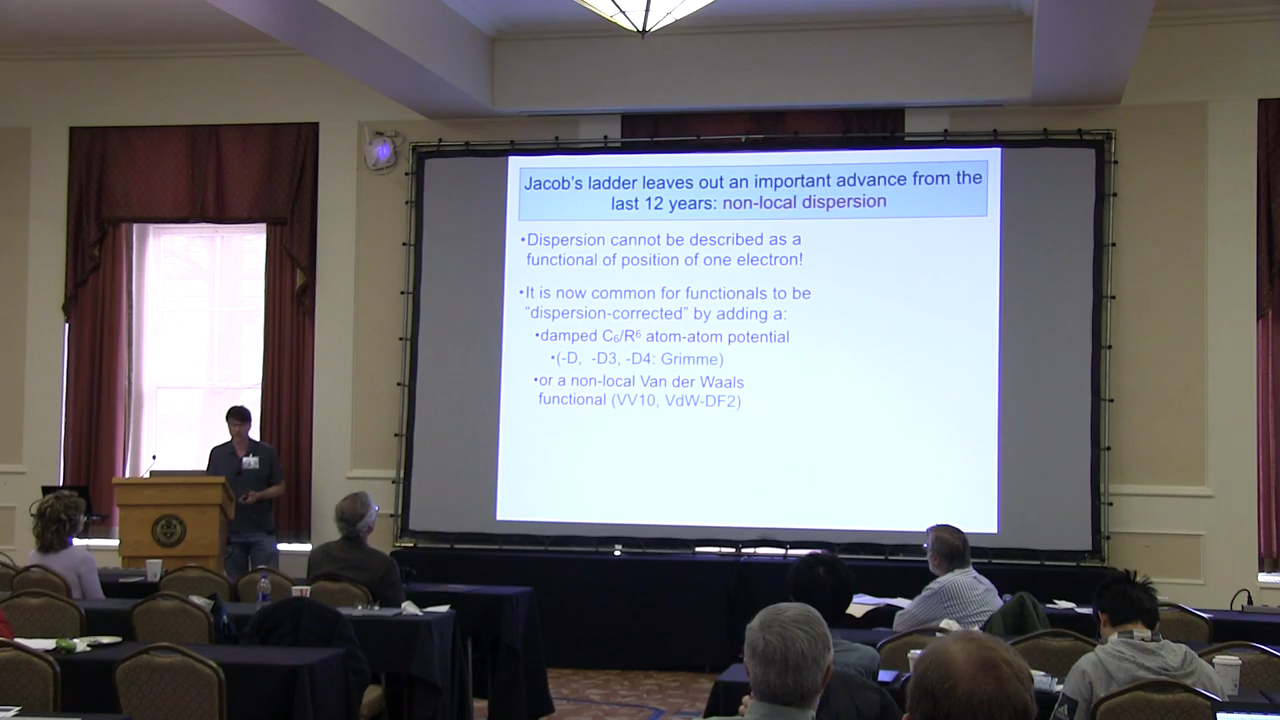 Jacob's ladder leaves out an important advance from the
last 12 years: non-local dispersion
•Dispersion cannot be described as a
functional of position of one electron!
•It is now common for functionals to be
“dispersion-corrected” by adding a:
•damped C₆/R⁶ atom-atom potential
•(-D, -D3, -D4: Grimme)
•or a non-local Van der Waals
functional (VV10, VdW-DF2)